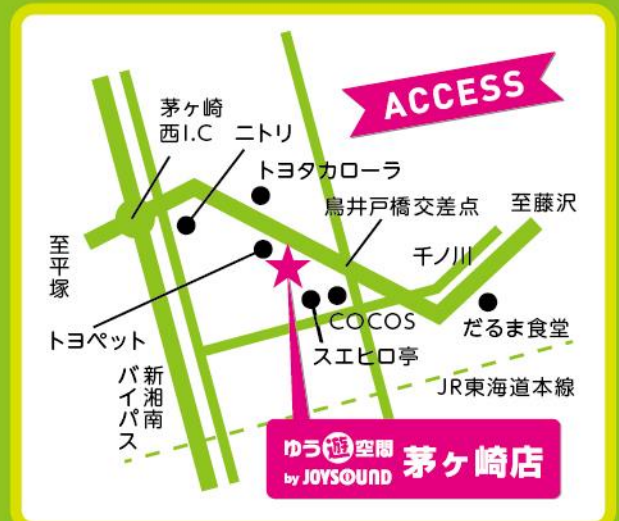 ACCESS
茅ヶ崎
西I.C
ニトリ
トヨタカローラ
鳥井戸橋交差点
至藤沢
千ノ川
至平塚
トヨペット
COCOS
スエヒロ亭
だるま食堂
新湘南
バイパス
JR東海道本線
ゆう遊空間
by JOYSOUND
茅ヶ崎店